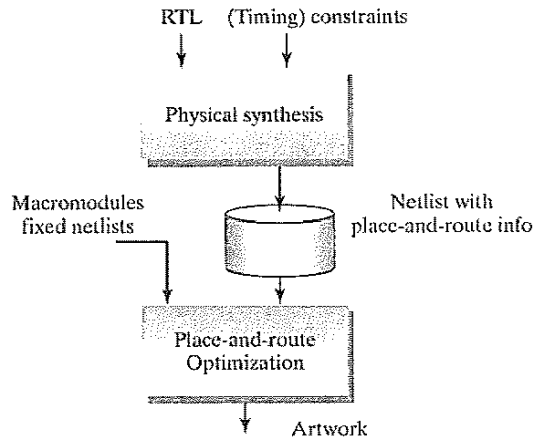 RTL (Timing) constraints
Physical synthesis
Macromodules
fixed netlists
Netlist with
place-and-route info
Place-and-route
Optimization
Artwork